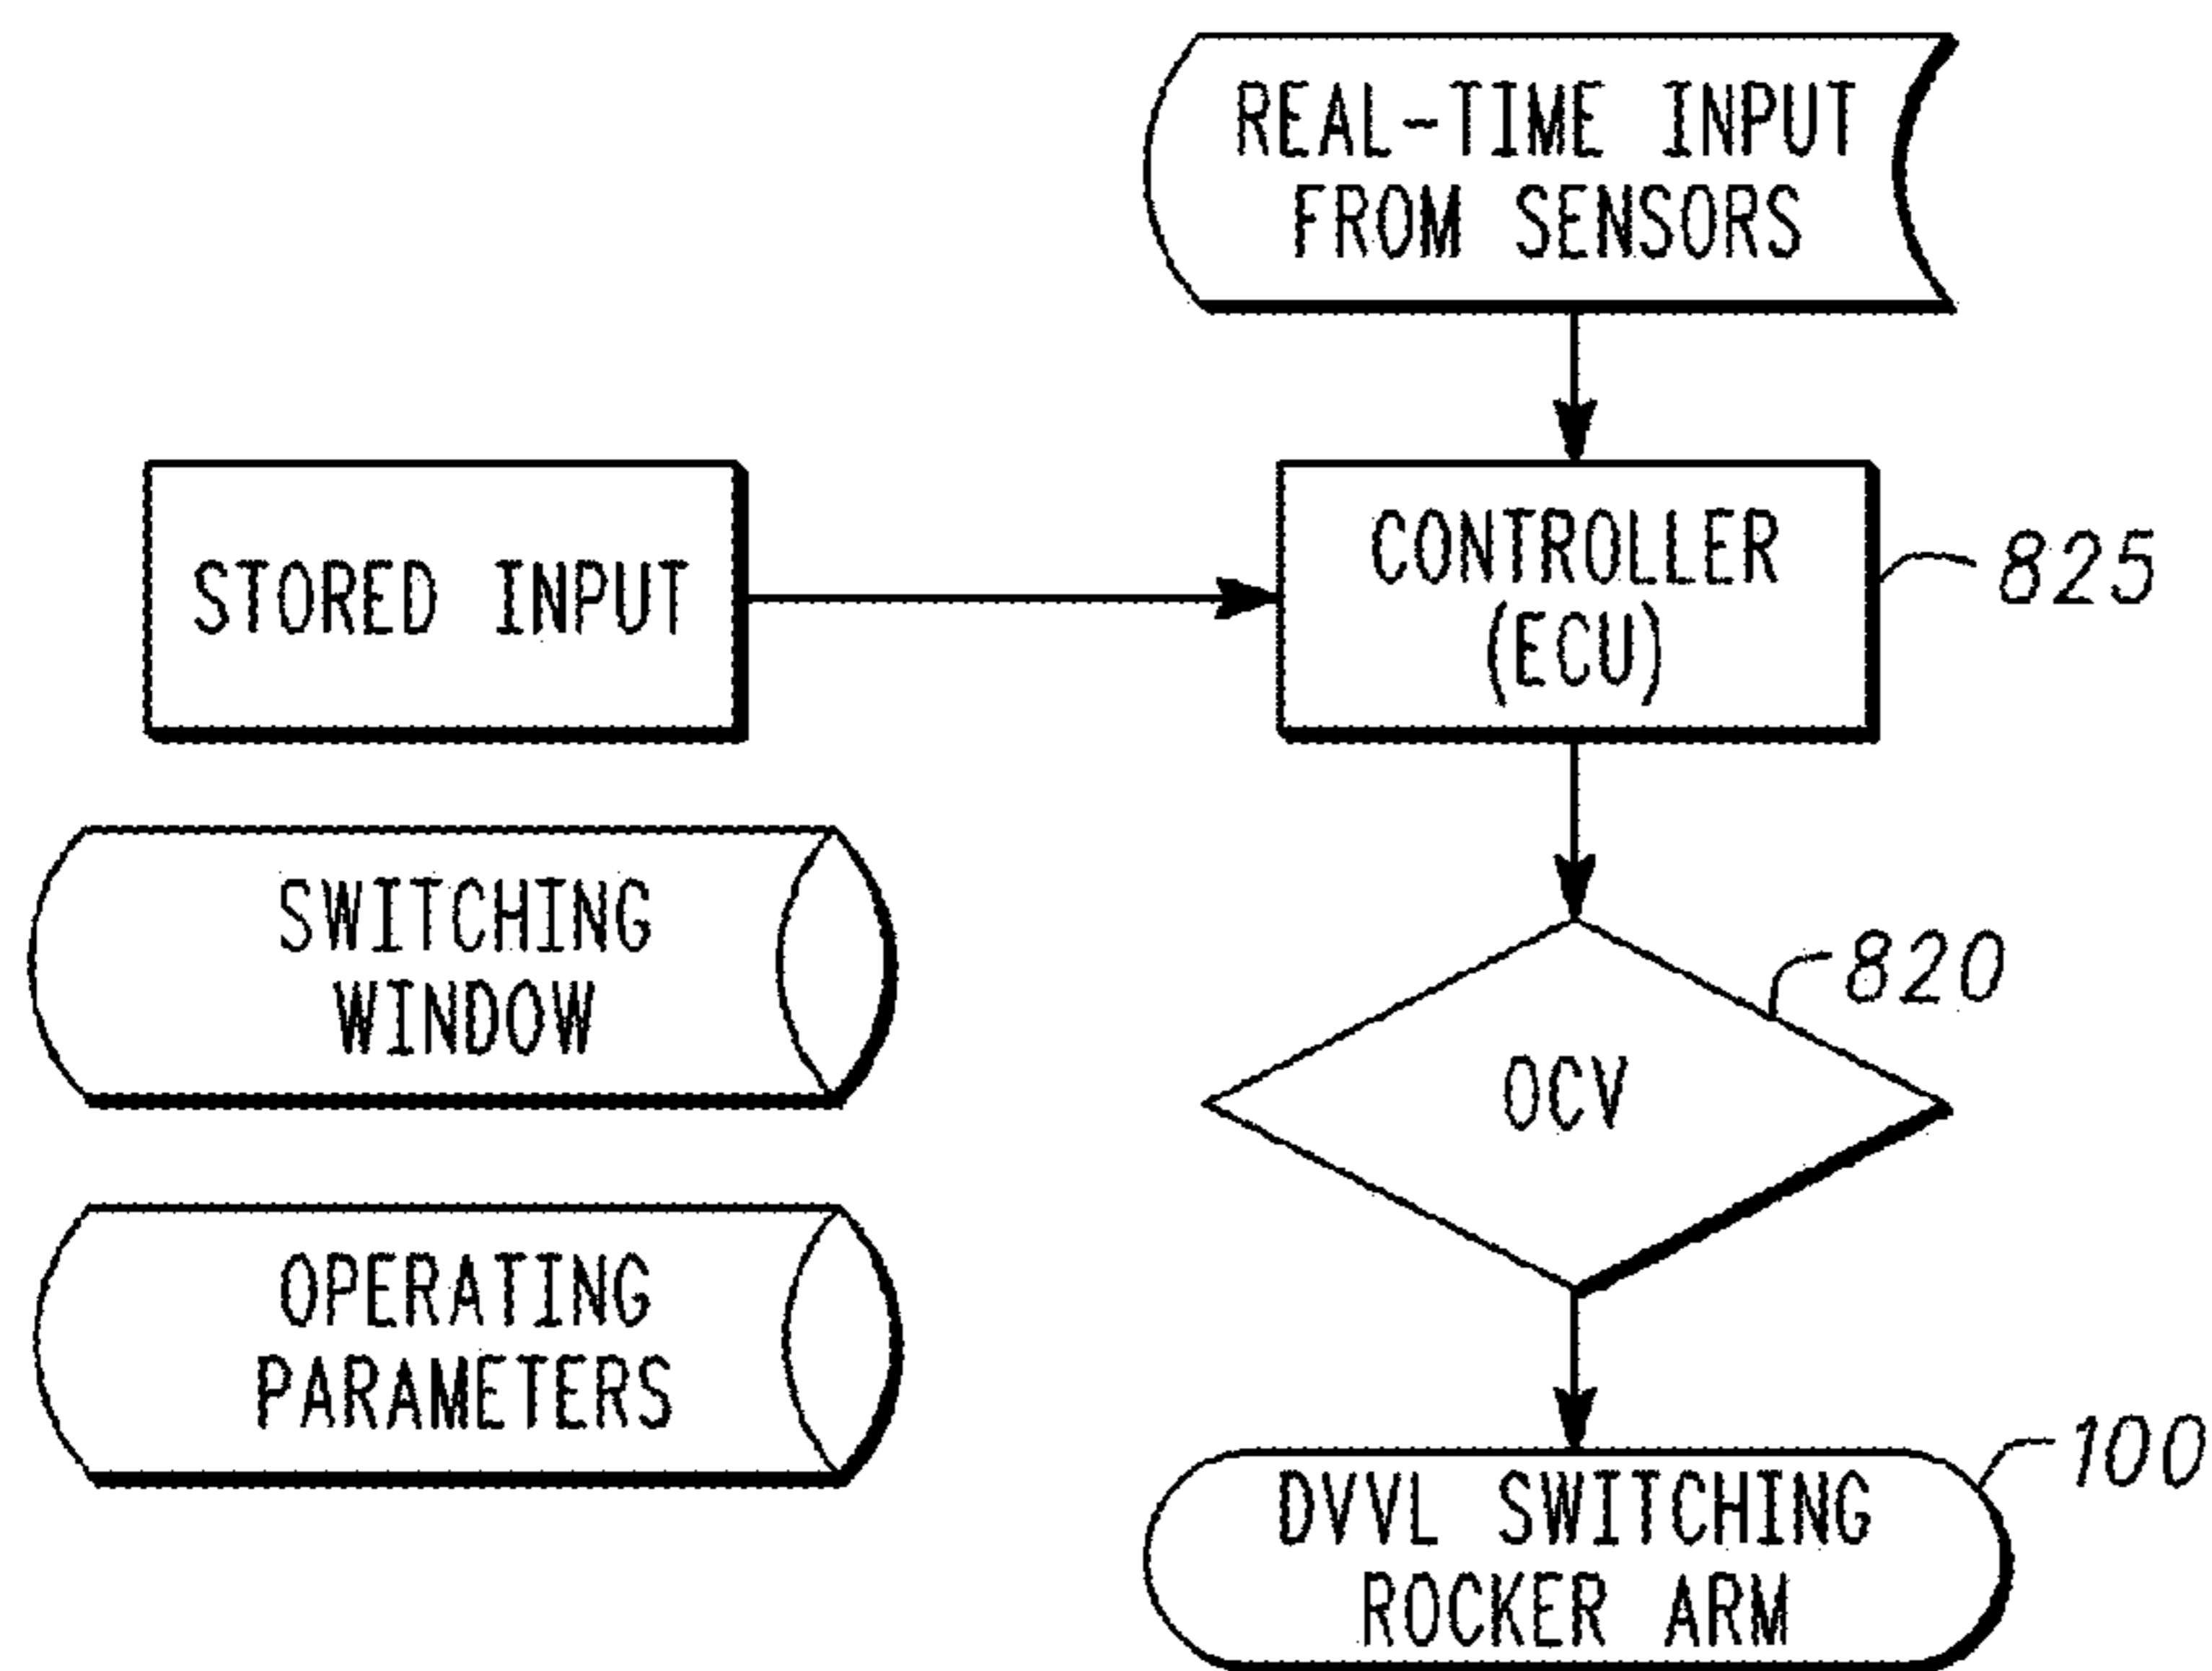 REAL-TIME INPUT
FROM SENSORS
STORED INPUT
CONTROLLER
(ECU)
825
SWITCHING
WINDOW
820
OCV
OPERATING
PARAMETERS
100
DVVL SWITCHING
ROCKER ARM